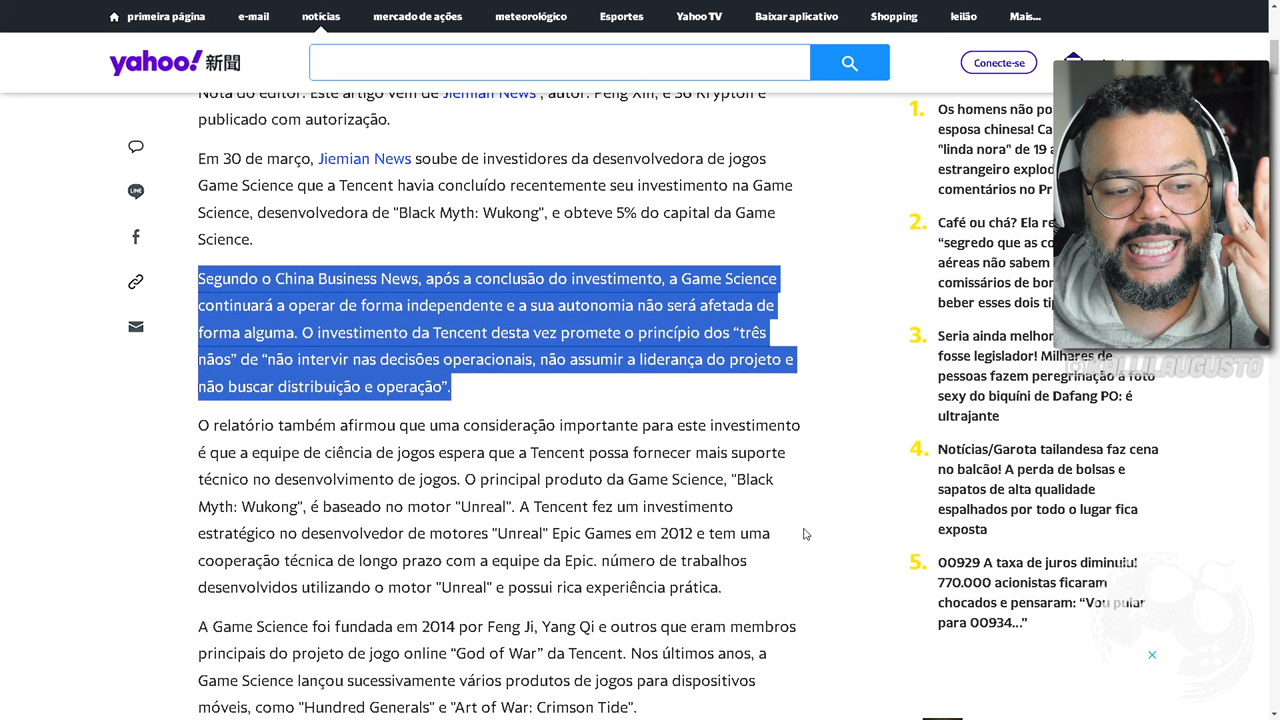 primeira página e-mail notícias mercado de ações meteorológico Esportes Yahoo TV Baixar aplicativo Shopping leilão Mais...
yahoo! 新聞
Conecte-se
Nota do editor: Este artigo vem de Jiemian News , autor: Peng Xin, e 36 Krypton é
publicado com autorização.
Em 30 de março, Jiemian News soube de investidores da desenvolvedora de jogos
Game Science que a Tencent havia concluído recentemente seu investimento na Game
Science, desenvolvedora de "Black Myth: Wukong", e obteve 5% do capital da Game
Science.
Segundo o China Business News, após a conclusão do investimento, a Game Science
continuará a operar de forma independente e a sua autonomia não será afetada de
forma alguma. O investimento da Tencent desta vez promete o princípio dos “três
nãos” de “não intervir nas decisões operacionais, não assumir a liderança do projeto e
não buscar distribuição e operação”.
O relatório também afirmou que uma consideração importante para este investimento
é que a equipe de ciência de jogos espera que a Tencent possa fornecer mais suporte
técnico no desenvolvimento de jogos. O principal produto da Game Science, "Black
Myth: Wukong", é baseado no motor "Unreal". A Tencent fez um investimento
estratégico no desenvolvedor de motores "Unreal" Epic Games em 2012 e tem uma
cooperação técnica de longo prazo com a equipe da Epic. número de trabalhos
desenvolvidos utilizando o motor "Unreal" e possui rica experiência prática.
A Game Science foi fundada em 2014 por Feng Ji, Yang Qi e outros que eram membros
principais do projeto de jogo online “God of War” da Tencent. Nos últimos anos, a
Game Science lançou sucessivamente vários produtos de jogos para dispositivos
móveis, como "Hundred Generals" e "Art of War: Crimson Tide".
LINE
1. Os homens não po
esposa chinesa! Ca
"linda nora" de 19 a
estrangeiro explod
comentários no Pr
2. Café ou chá? Ela re
“segredo que as co
aéreas não sabem
comissários de bor
beber esses dois tip
3. Seria ainda melhor
fosse legislador! Milhares de
pessoas fazem peregrinação à foto
sexy do biquíni de Dafang PO: é
ultrajante
4. Notícias/Garota tailandesa faz cena
no balcão! A perda de bolsas e
sapatos de alta qualidade
espalhados por todo o lugar fica
exposta
5. 00929 A taxa de juros diminuiu!
770.000 acionistas ficaram
chocados e pensaram: “Vou pular
para 00934...”